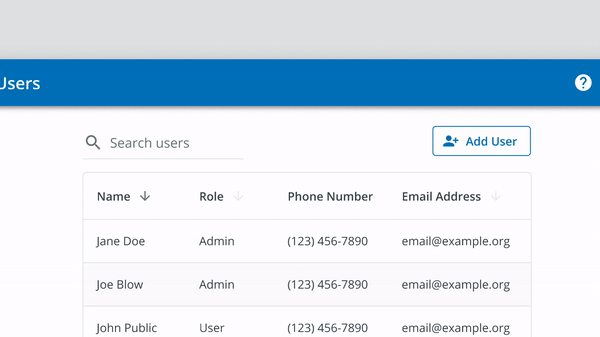 Users
?
Search users
Add User
Name Role Phone Number Email Address
Jane Doe Admin (123) 456-7890 email@example.org
Joe Blow Admin (123) 456-7890 email@example.org
John Public User (123) 456-7890 email@example.org